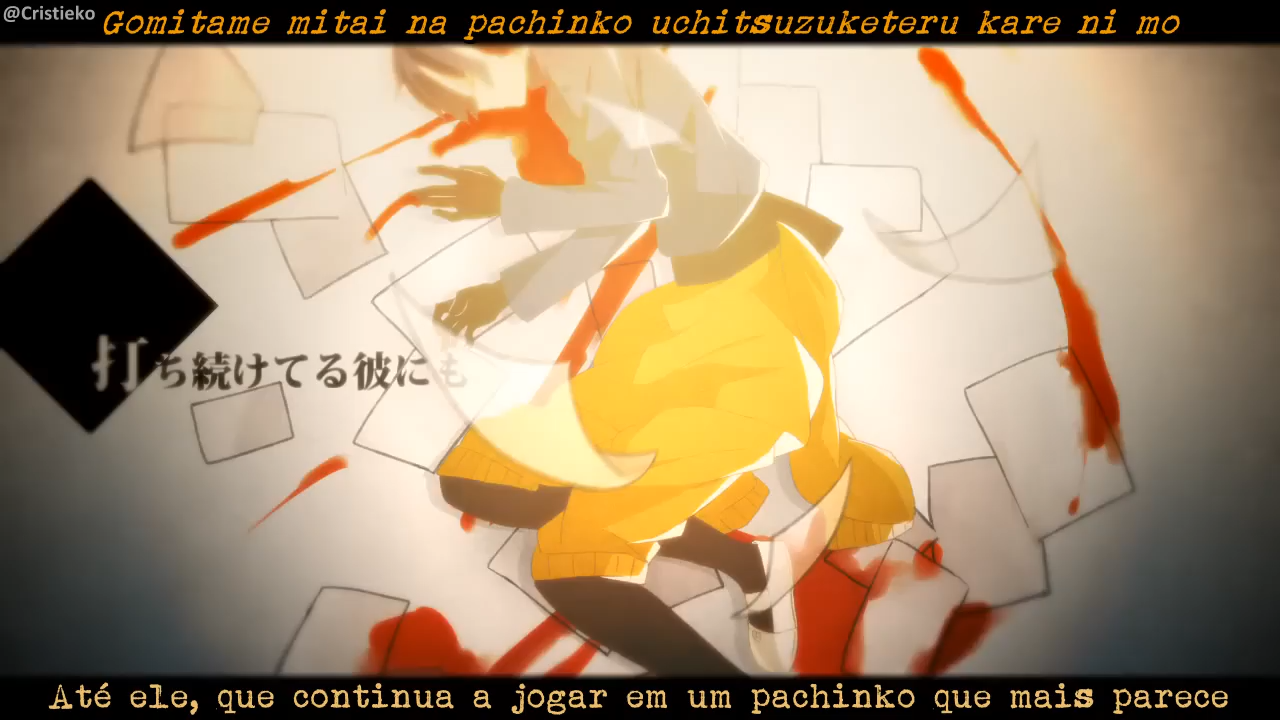 @Cristieko
Gomitame mitai na pachinko uchitsuzuketeru kare ni mo
打ち続けてる彼にも
Até ele, que continua a jogar em um pachinko que mais parece